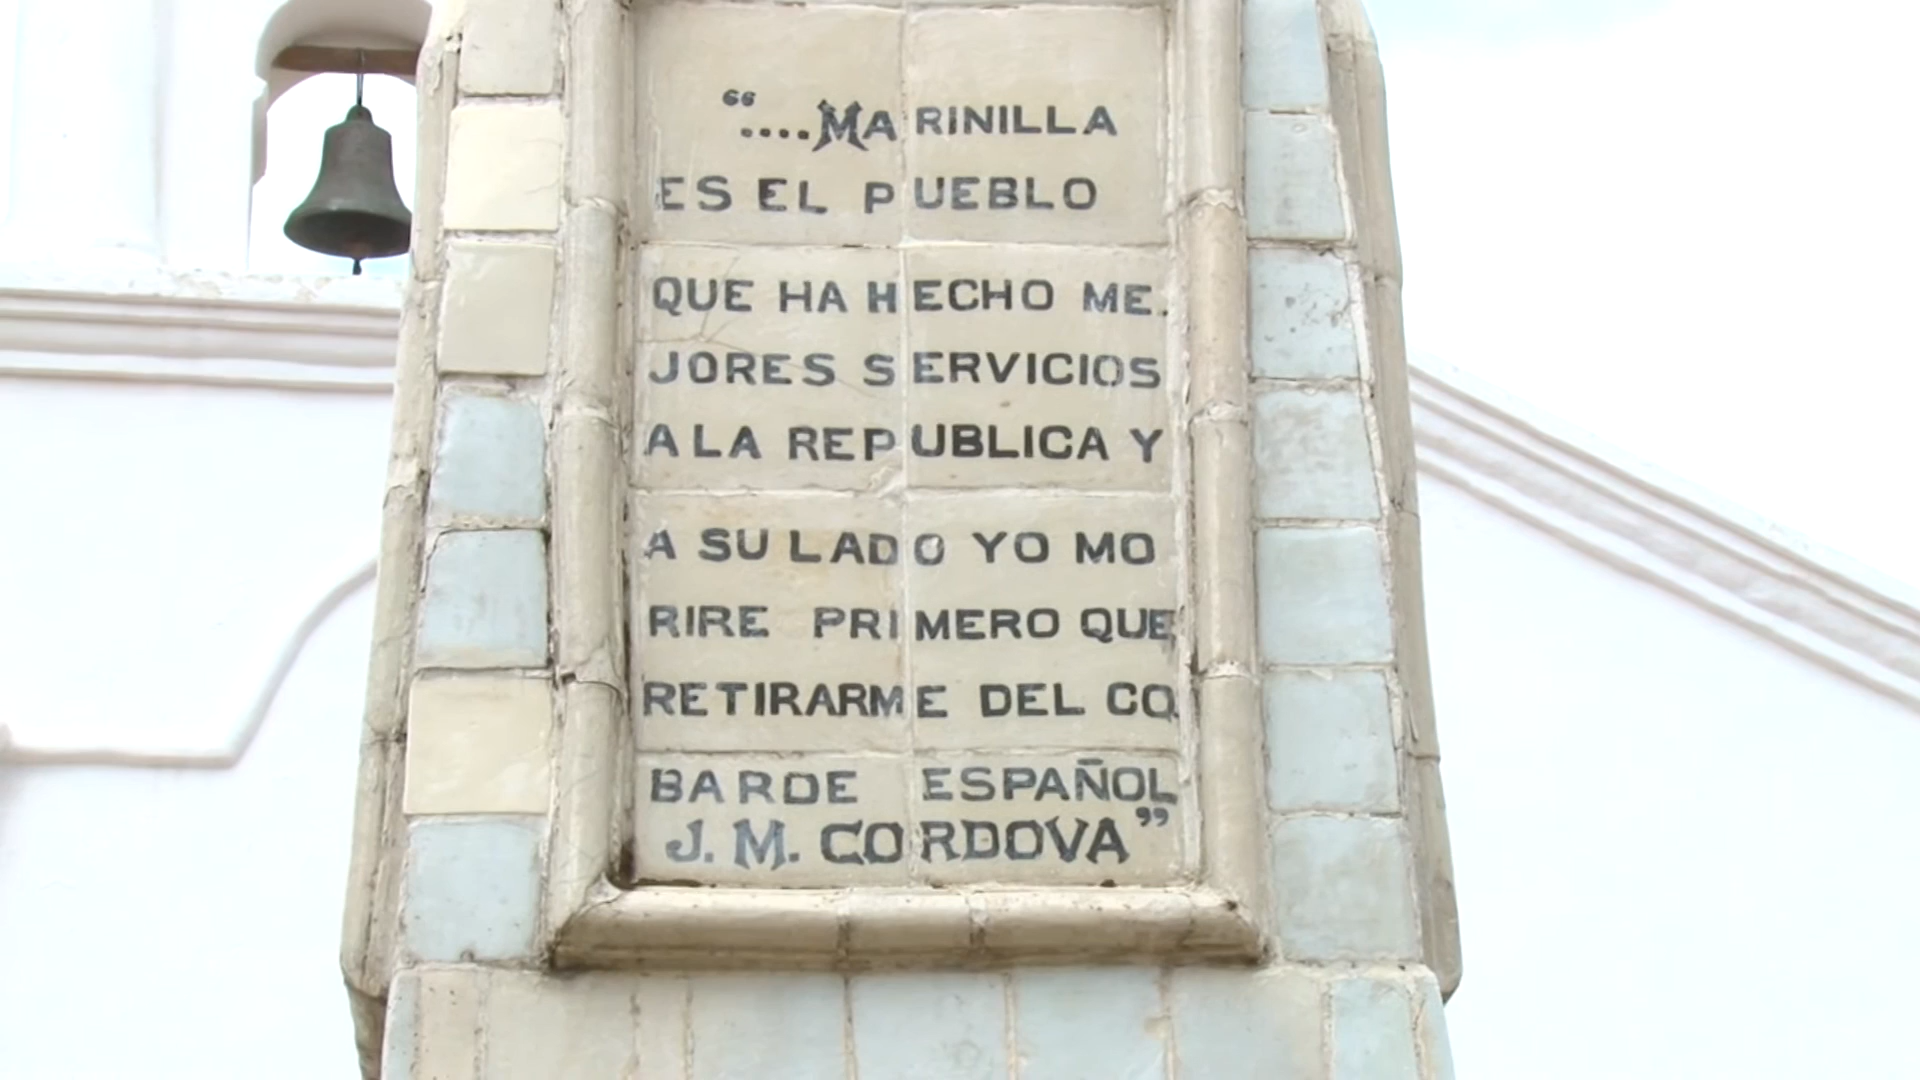 “....MARINILLA
ES EL PUEBLO
QUE HA HECHO ME.
JORES SERVICIOS
A LA REPUBLICA Y
A SU LADO YO MO
RIRE PRIMERO QUE
RETIRARME DEL CO
BARDE ESPAÑOL
J. M. CORDOVA”